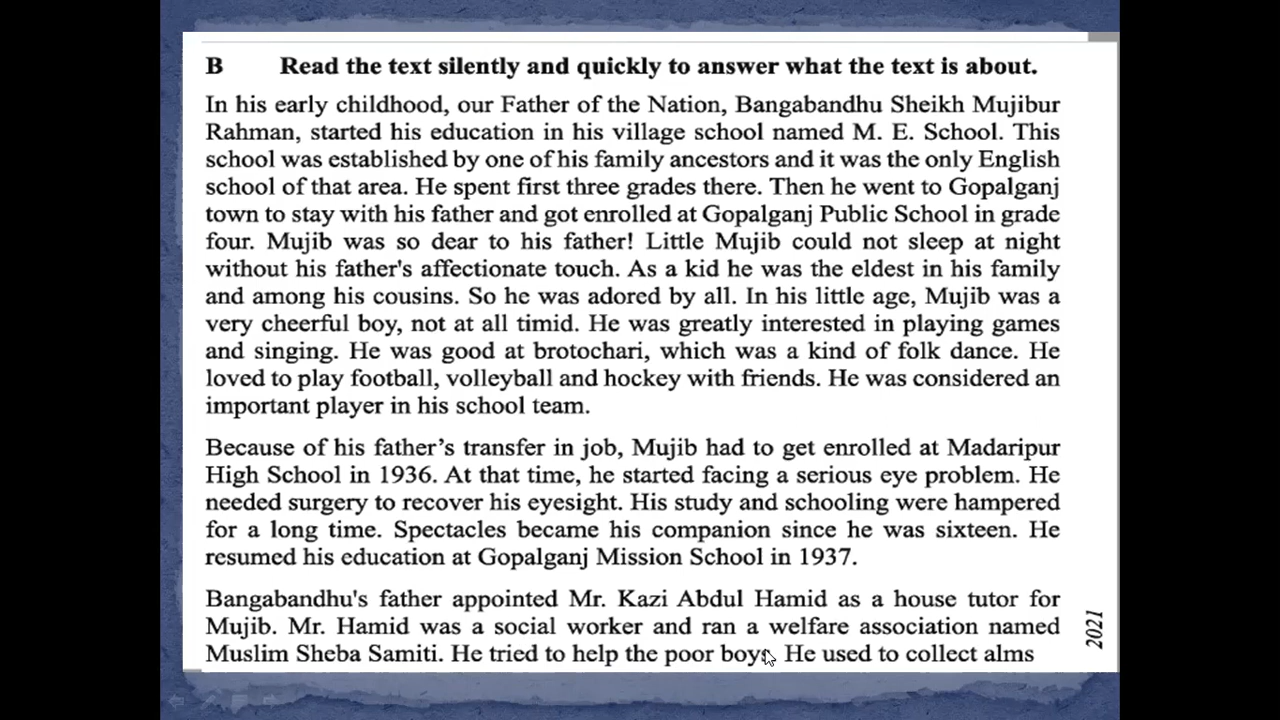 B Read the text silently and quickly to answer what the text is about.
In his early childhood, our Father of the Nation, Bangabandhu Sheikh Mujibur
Rahman, started his education in his village school named M. E. School. This
school was established by one of his family ancestors and it was the only English
school of that area. He spent first three grades there. Then he went to Gopalganj
town to stay with his father and got enrolled at Gopalganj Public School in grade
four. Mujib was so dear to his father! Little Mujib could not sleep at night
without his father's affectionate touch. As a kid he was the eldest in his family
and among his cousins. So he was adored by all. In his little age, Mujib was a
very cheerful boy, not at all timid. He was greatly interested in playing games
and singing. He was good at brotochari, which was a kind of folk dance. He
loved to play football, volleyball and hockey with friends. He was considered an
important player in his school team.
Because of his father’s transfer in job, Mujib had to get enrolled at Madaripur
High School in 1936. At that time, he started facing a serious eye problem. He
needed surgery to recover his eyesight. His study and schooling were hampered
for a long time. Spectacles became his companion since he was sixteen. He
resumed his education at Gopalganj Mission School in 1937.
Bangabandhu's father appointed Mr. Kazi Abdul Hamid as a house tutor for
Mujib. Mr. Hamid was a social worker and ran a welfare association named
Muslim Sheba Samiti. He tried to help the poor boys. He used to collect alms
2021